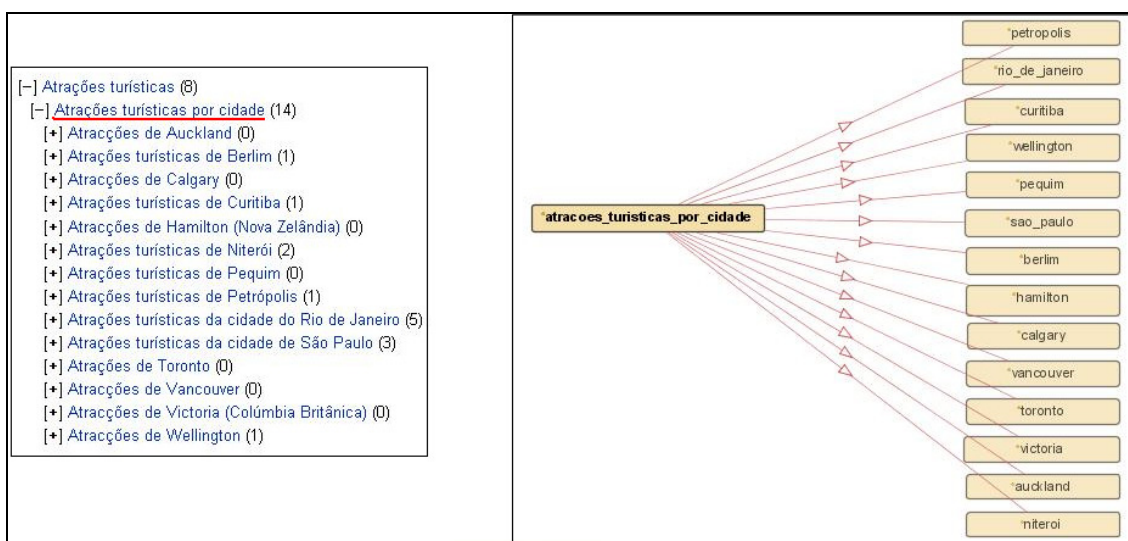 [−] Atrações turísticas (8)
[−] Atrações turísticas por cidade (14)
[+] Atracções de Auckland (0)
[+] Atrações turísticas de Berlim (1)
[+] Atracções de Calgary (0)
[+] Atrações turísticas de Curitiba (1)
[+] Atracções de Hamilton (Nova Zelândia) (0)
[+] Atrações turísticas de Niterói (2)
[+] Atrações turísticas de Pequim (0)
[+] Atrações turísticas de Petrópolis (1)
[+] Atrações turísticas da cidade do Rio de Janeiro (5)
[+] Atrações turísticas da cidade de São Paulo (3)
[+] Atrações de Toronto (0)
[+] Atracções de Vancouver (0)
[+] Atracções de Victoria (Colúmbia Britânica) (0)
[+] Atracções de Wellington (1)
*atracoes_turisticas_por_cidade
*petropolis
*rio_de_janeiro
*curitiba
*wellington
*pequim
*sao_paulo
*berlim
*hamilton
*calgary
*vancouver
*toronto
*victoria
*auckland
*niteroi